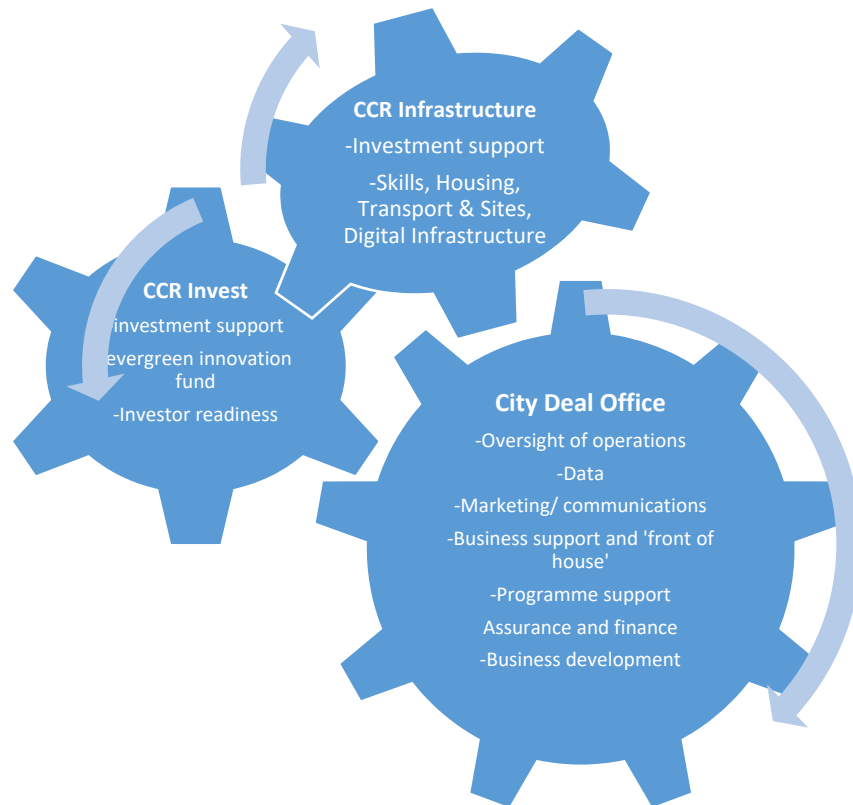 CCR Infrastructure
-Investment support
-Skills, Housing,
Transport & Sites,
Digital Infrastructure
CCR Invest
investment support
evergreen innovation
fund
-Investor readiness
City Deal Office
-Oversight of operations
-Data
-Marketing/ communications
-Business support and 'front of
house'
-Programme support
Assurance and finance
-Business development